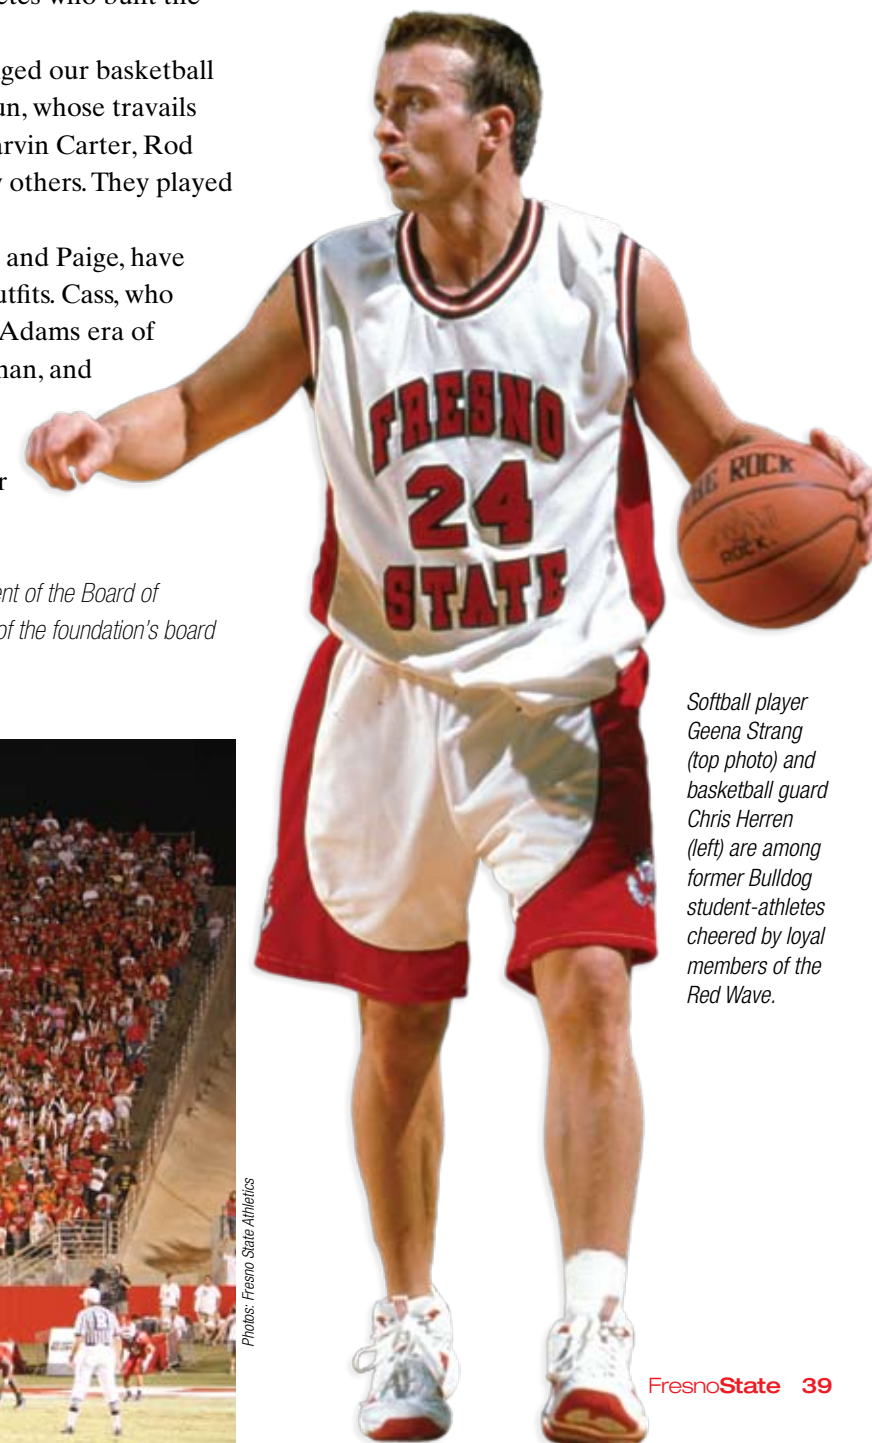 ged our basketball
un, whose travails
arvin Carter, Rod
others. They played
and Paige, have
utfits. Cass, who
Adams era of
nan, and
r
ent of the Board of
of the foundation's board
FRESNO
24
STATE
THE ROCK
ROCK
Softball player
Geena Strang
(top photo) and
basketball guard
Chris Herren
(left) are among
former Bulldog
student-athletes
cheered by loyal
members of the
Red Wave.
Photos: Fresno State Athletics
FresnoState 39